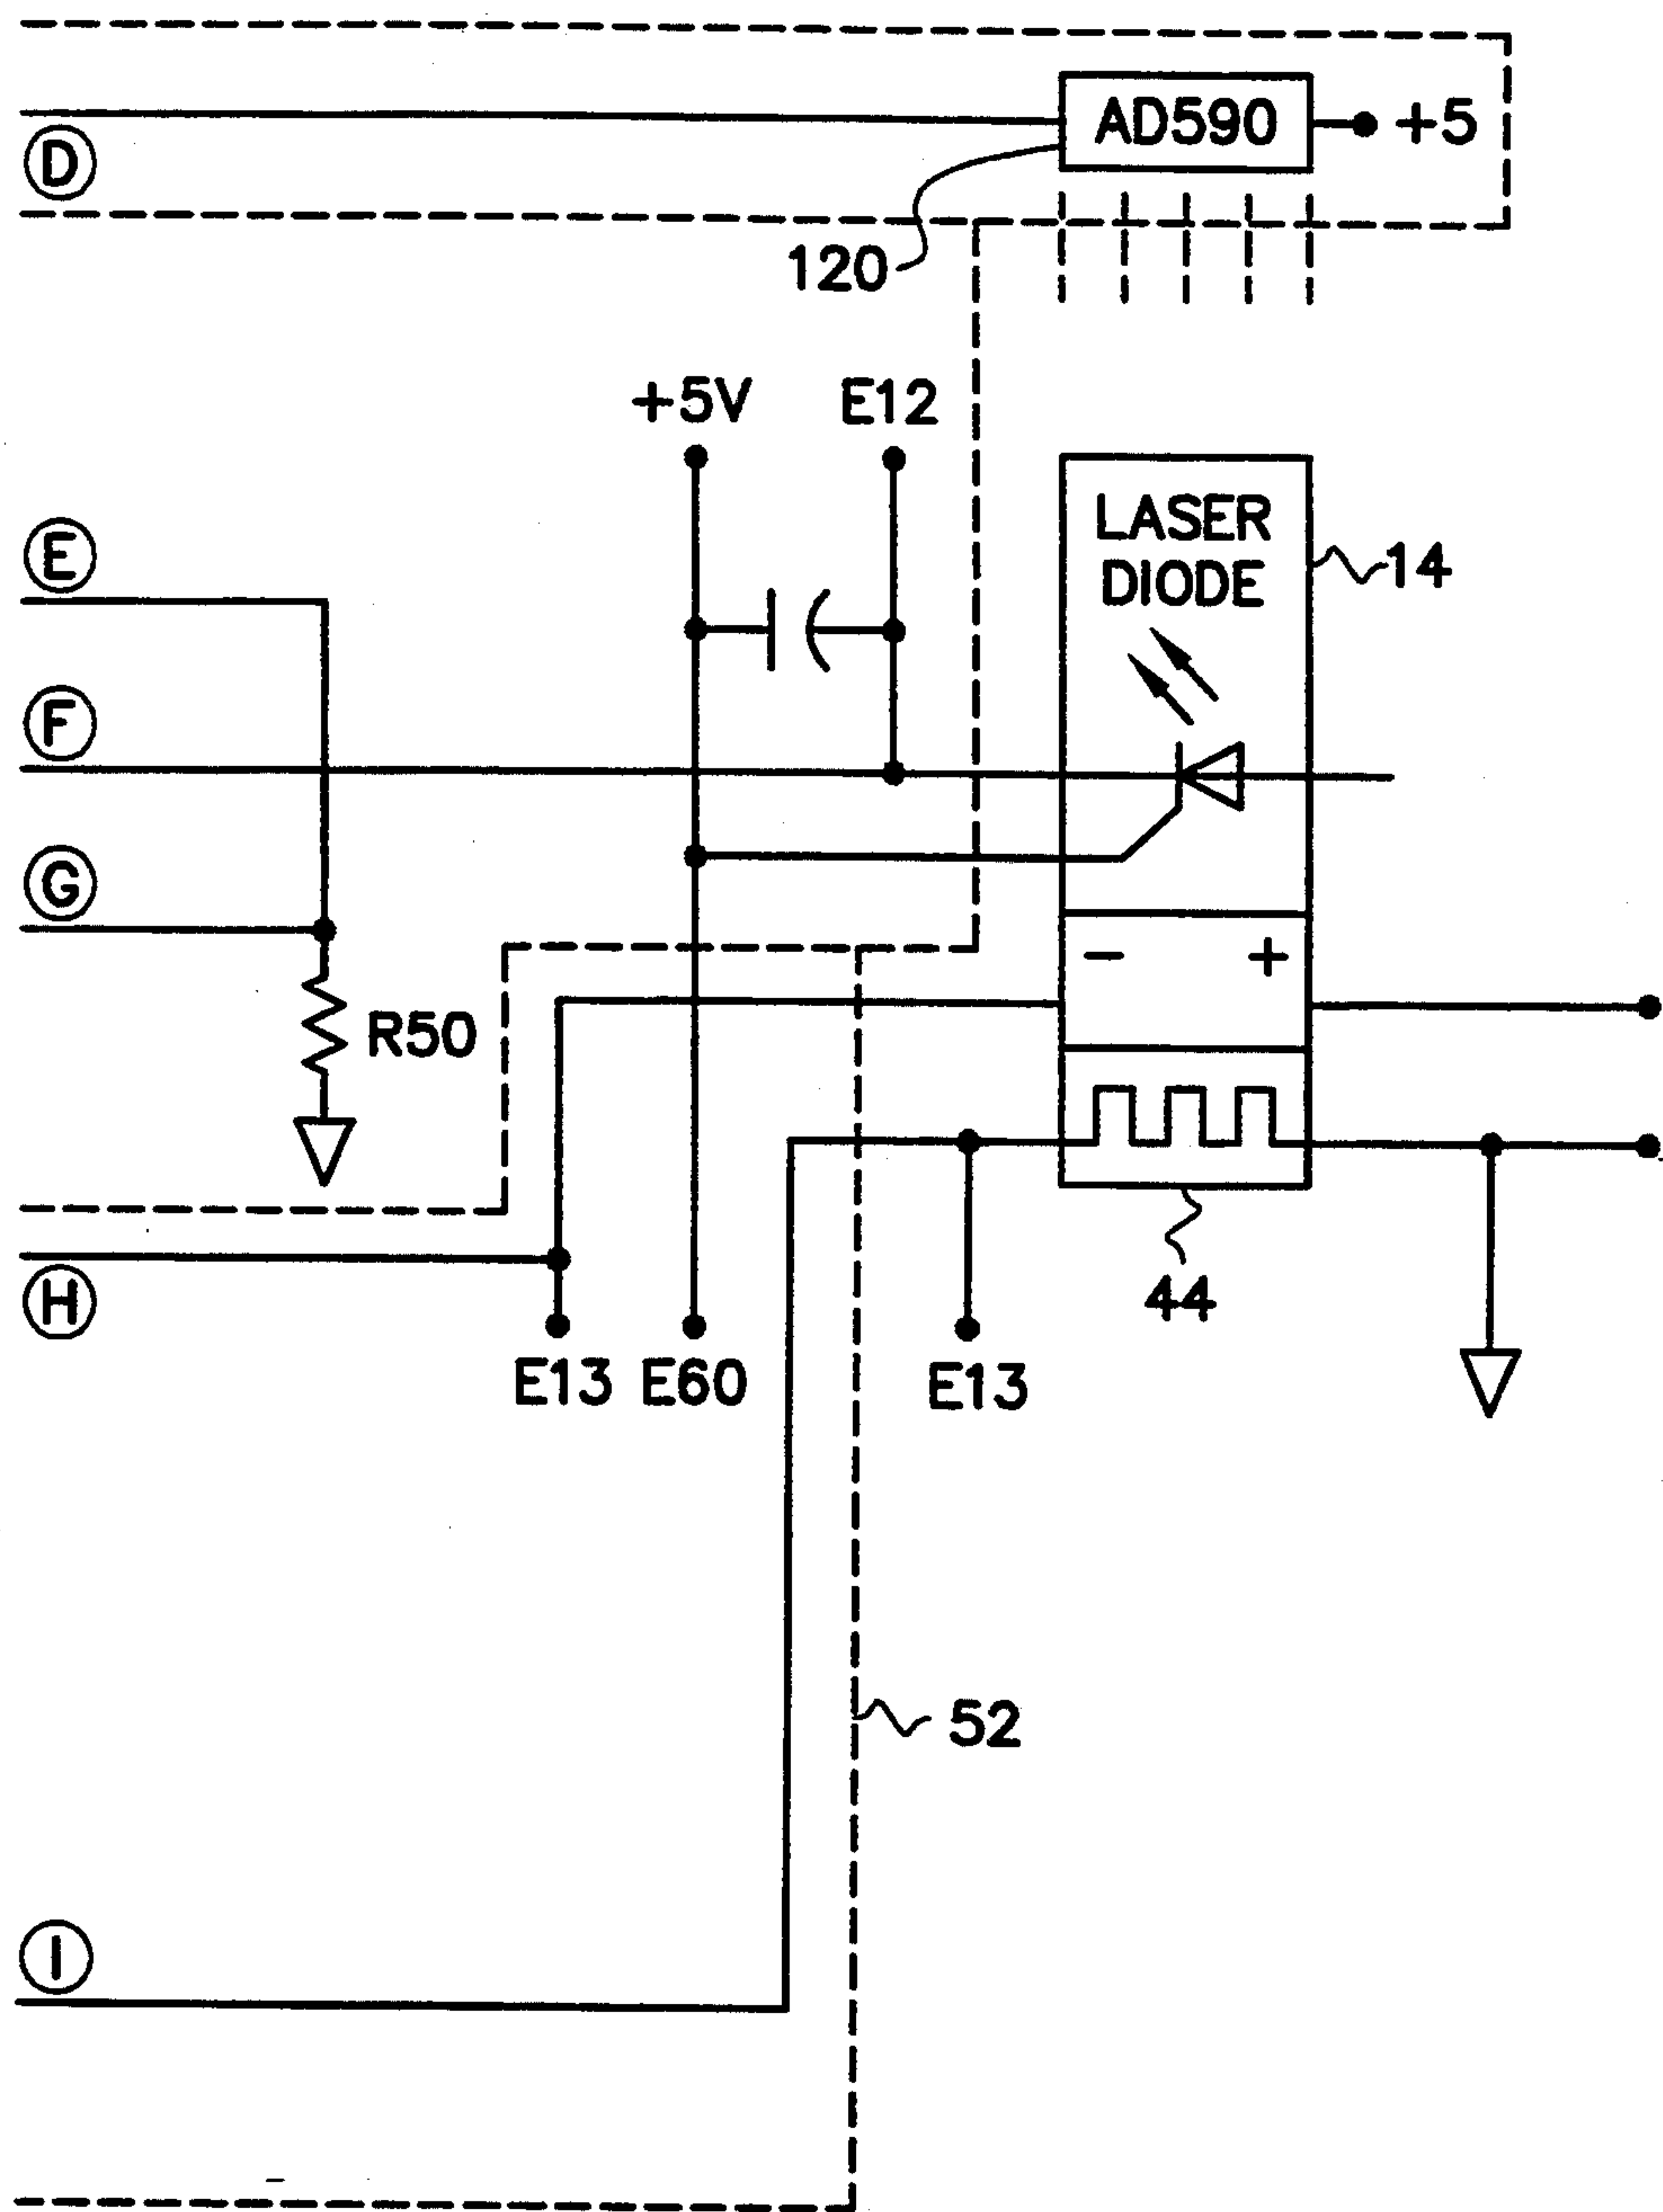 AD590
+5
D
120
+5V
E12
LASER
DIODE
14
E
F
G
−
+
R50
H
44
E13
E60
E13
52
I